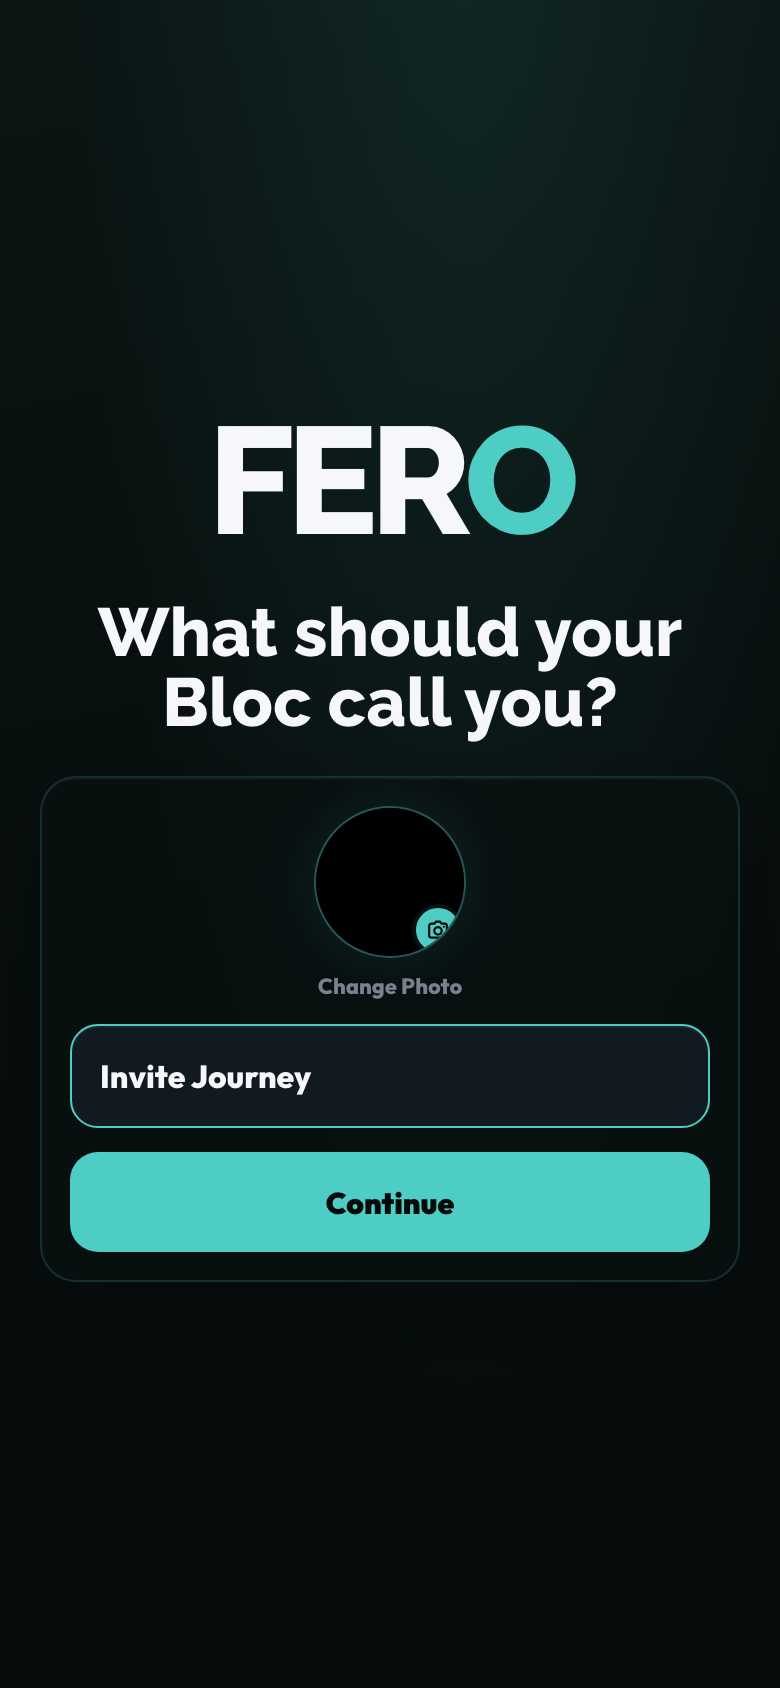 FERO
What should your
Bloc call you?
Change Photo
Invite Journey
Continue